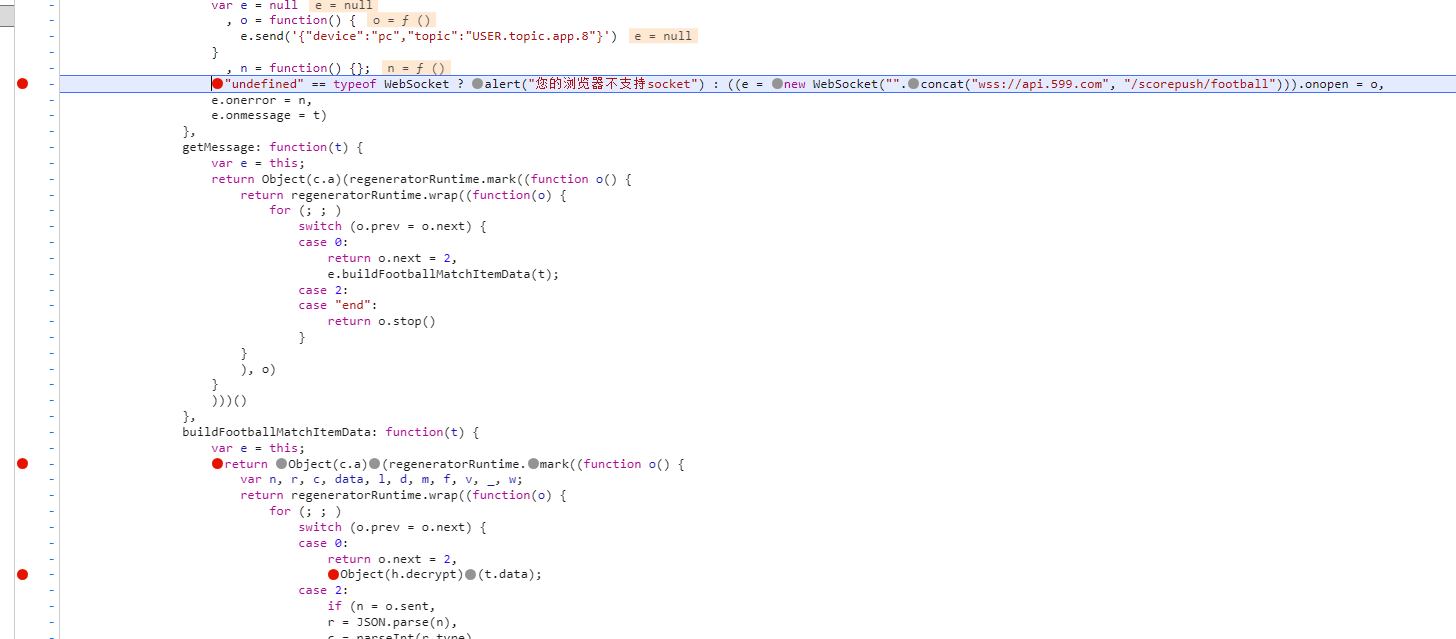 var e = null e = null
, o = function() { o = ƒ ()
e.send('{"device":"pc","topic":"USER.topic.app.8"}') e = null
}
, n = function() {}; n = ƒ ()
"undefined" == typeof WebSocket ? alert("您的浏览器不支持socket") : ((e = new WebSocket("".concat("wss://api.599.com", "/scorepush/football"))).onopen = o,
e.onerror = n,
e.onmessage = t)
},
getMessage: function(t) {
var e = this;
return Object(c.a)(regeneratorRuntime.mark((function o() {
return regeneratorRuntime.wrap((function(o) {
for (; ; )
switch (o.prev = o.next) {
case 0:
return o.next = 2,
e.buildFootballMatchItemData(t);
case 2:
case "end":
return o.stop()
}
}
), o)
}
)))()
},
buildFootballMatchItemData: function(t) {
var e = this;
return Object(c.a)(regeneratorRuntime.mark((function o() {
var n, r, c, data, l, d, m, f, v, _, w;
return regeneratorRuntime.wrap((function(o) {
for (; ; )
switch (o.prev = o.next) {
case 0:
return o.next = 2,
Object(h.decrypt)(t.data);
case 2:
if (n = o.sent,
r = JSON.parse(n),
c = parseInt(r.type)